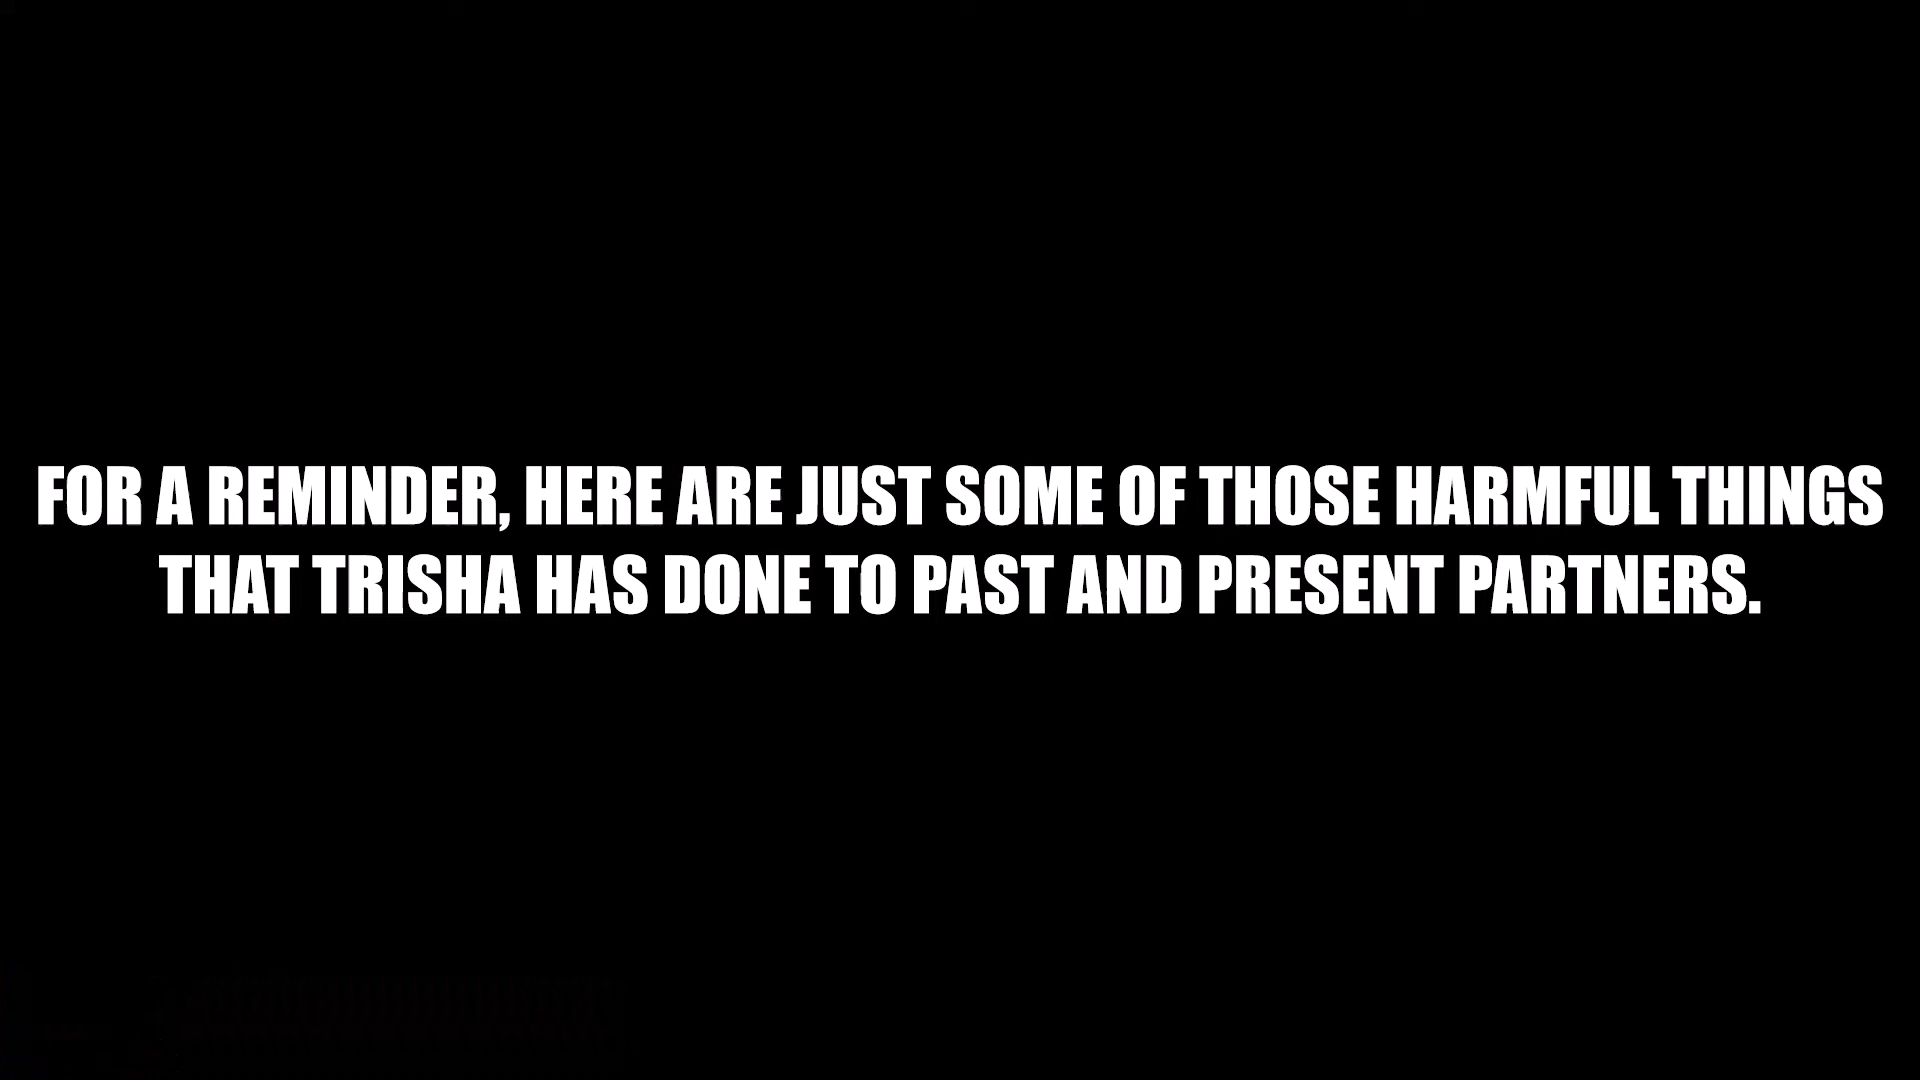 FOR A REMINDER, HERE ARE JUST SOME OF THOSE HARMFUL THINGS
THAT TRISHA HAS DONE TO PAST AND PRESENT PARTNERS.